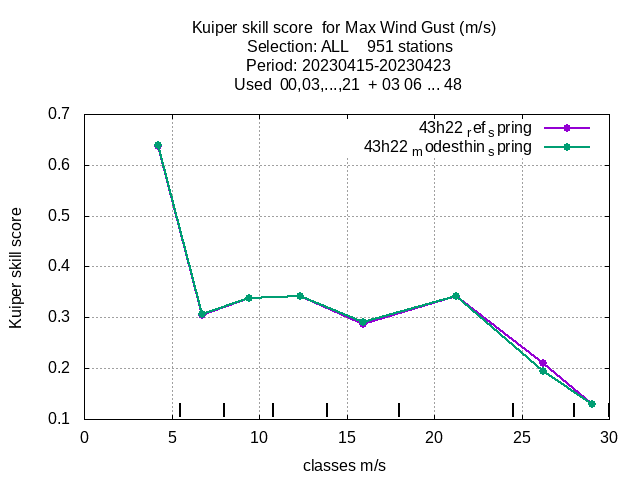 Kuiper skill score  for Max Wind Gust (m/s)
Selection: ALL    951 stations
Period: 20230415-20230423
Used  00,03,...,21  + 03 06 ... 48
0.7
43h22 ref spring
43h22 modesthin spring
0.6
0.5
0.4
0.3
0.2
0.1
Kuiper skill score
0 5 10 15 20 25 30
classes m/s